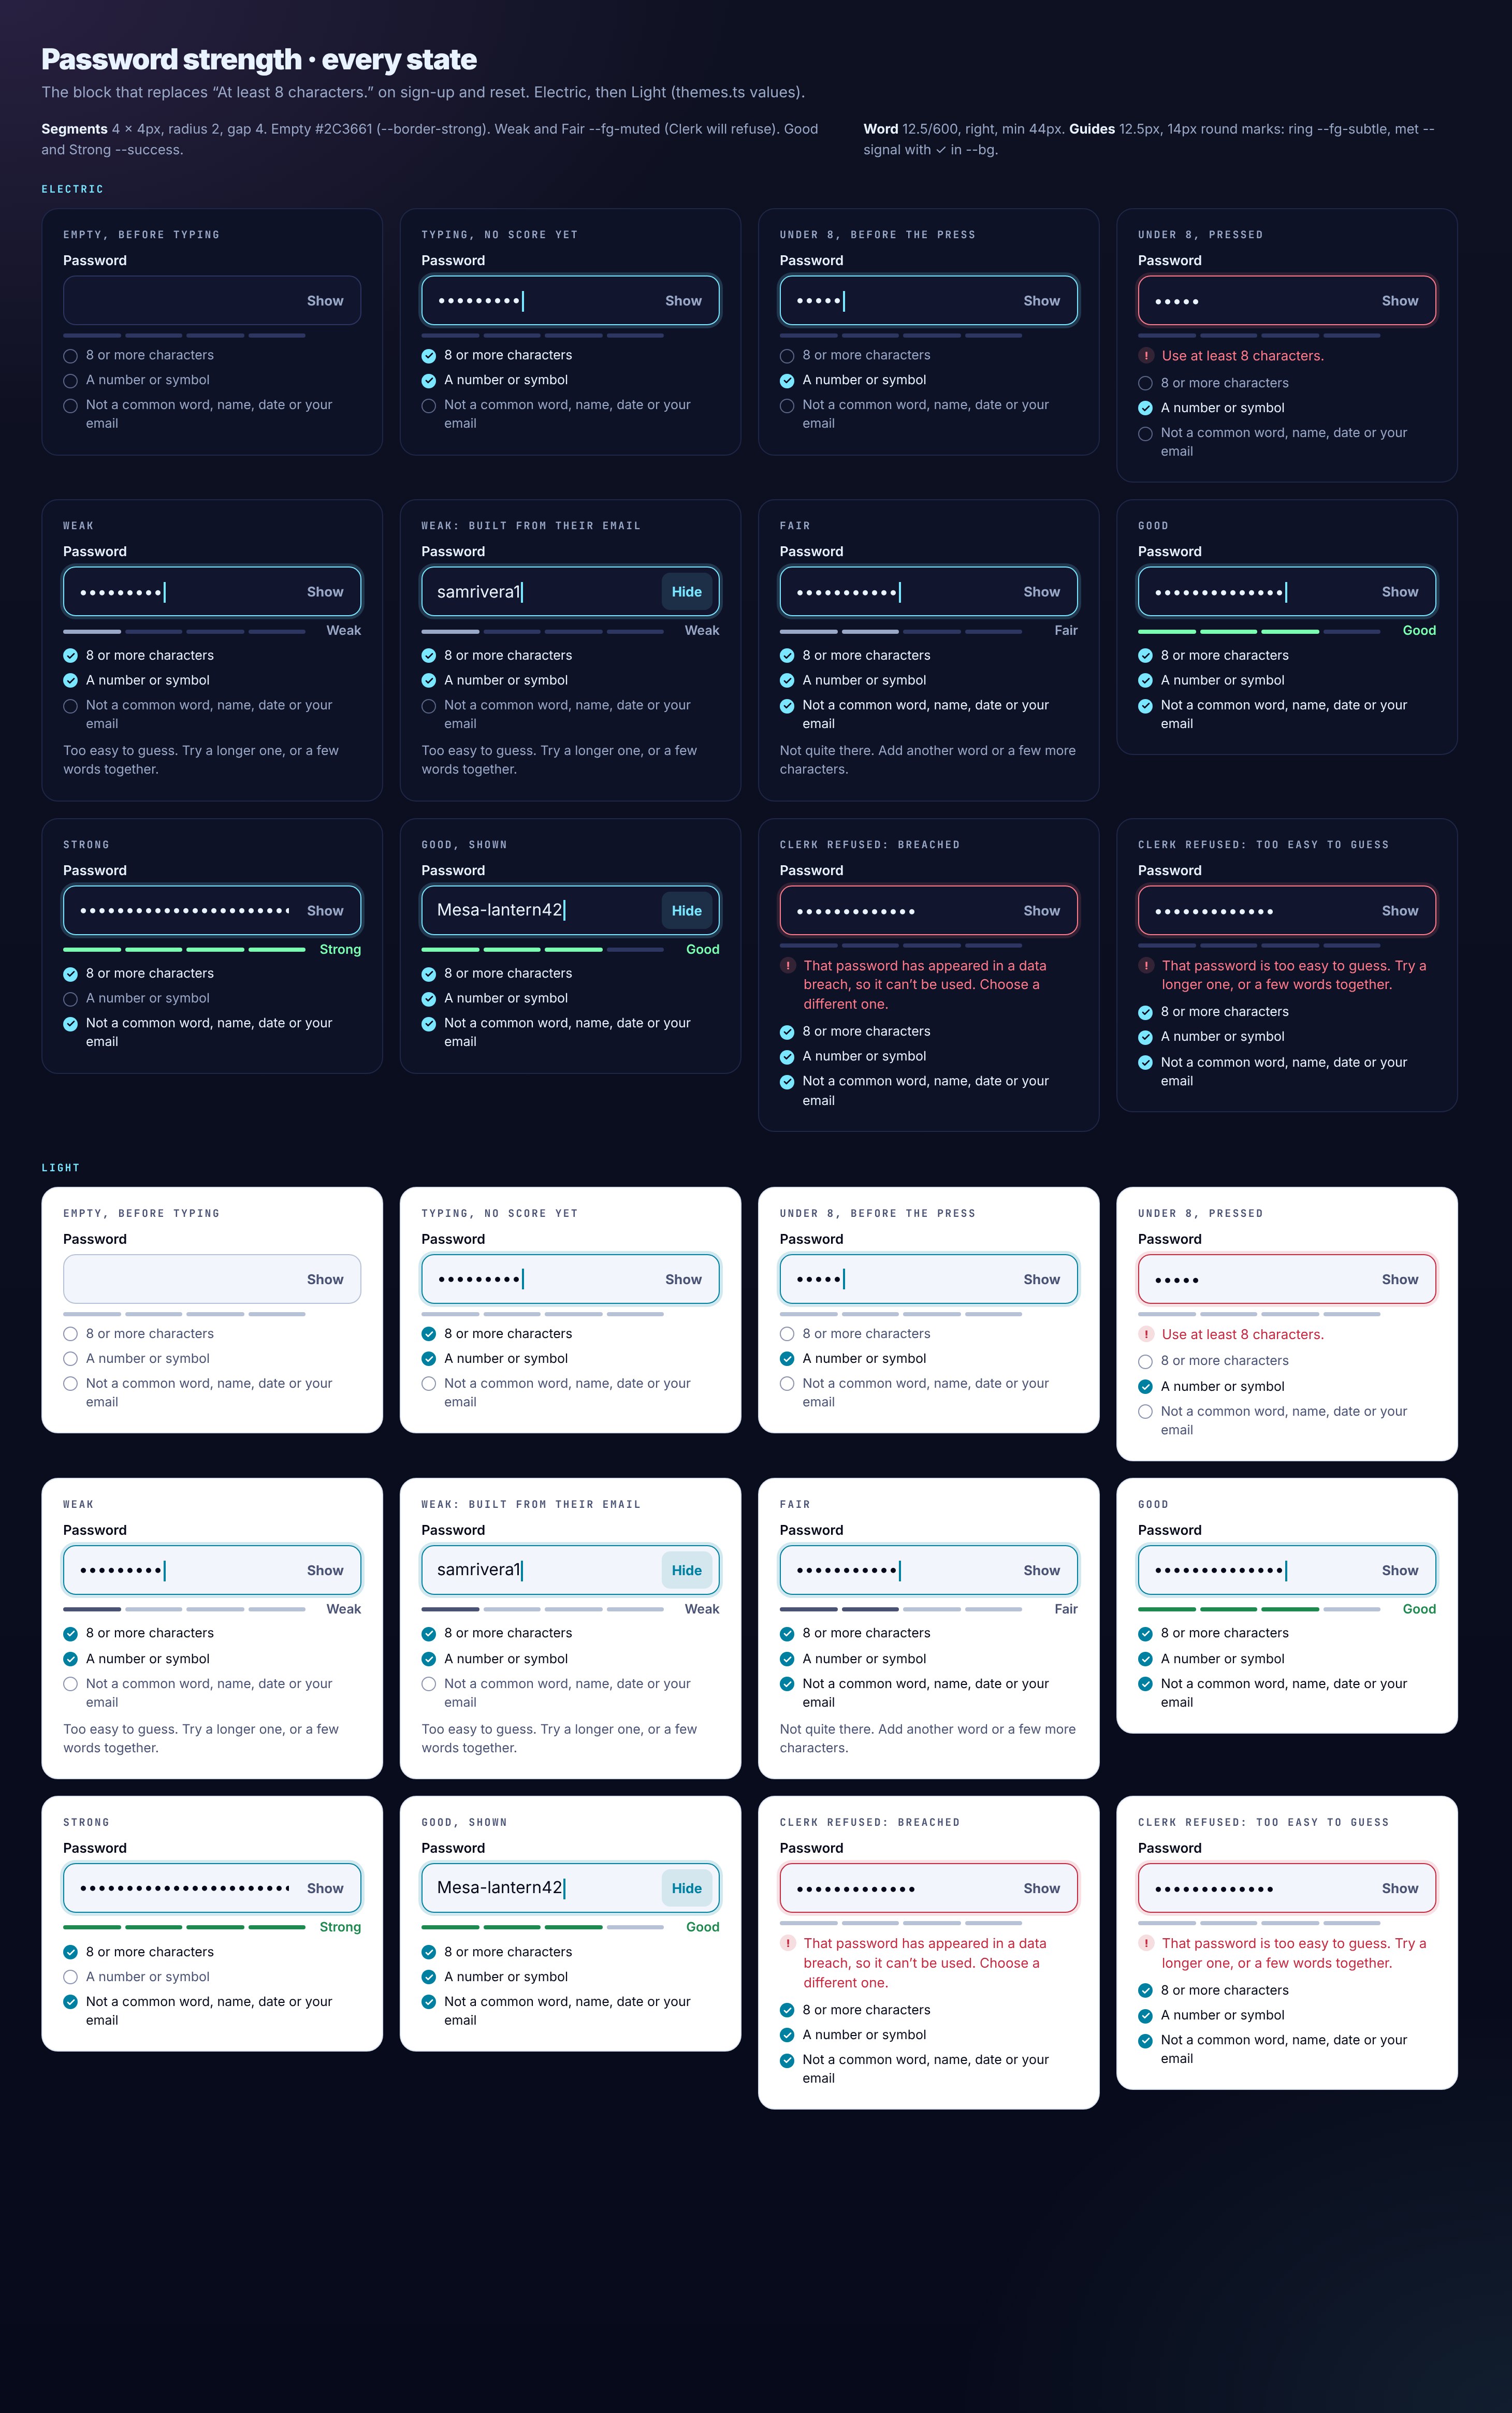 Password strength · every state
The block that replaces “At least 8 characters.” on sign-up and reset. Electric, then Light (themes.ts values).
Segments 4 × 4px, radius 2, gap 4. Empty #2C3661 (--border-strong). Weak and Fair --fg-muted (Clerk will refuse). Good
and Strong --success.
Word 12.5/600, right, min 44px. Guides 12.5px, 14px round marks: ring --fg-subtle, met --
signal with ✓ in --bg.
ELECTRIC
EMPTY, BEFORE TYPING
Password
Show
8 or more characters
A number or symbol
Not a common word, name, date or your
email
TYPING, NO SCORE YET
Password
•••••••••
Show
8 or more characters
A number or symbol
Not a common word, name, date or your
email
UNDER 8, BEFORE THE PRESS
Password
•••••
Show
8 or more characters
A number or symbol
Not a common word, name, date or your
email
UNDER 8, PRESSED
Password
•••••
Show
! Use at least 8 characters.
8 or more characters
A number or symbol
Not a common word, name, date or your
email
WEAK
Password
•••••••••
Show
Weak
8 or more characters
A number or symbol
Not a common word, name, date or your
email
Too easy to guess. Try a longer one, or a few
words together.
WEAK: BUILT FROM THEIR EMAIL
Password
samrivera1
Hide
Weak
8 or more characters
A number or symbol
Not a common word, name, date or your
email
Too easy to guess. Try a longer one, or a few
words together.
FAIR
Password
•••••••••••
Show
Fair
8 or more characters
A number or symbol
Not a common word, name, date or your
email
Not quite there. Add another word or a few more
characters.
GOOD
Password
••••••••••••••
Show
Good
8 or more characters
A number or symbol
Not a common word, name, date or your
email
STRONG
Password
•••••••••••••••••••••••
Show
Strong
8 or more characters
A number or symbol
Not a common word, name, date or your
email
GOOD, SHOWN
Password
Mesa-lantern42
Hide
Good
8 or more characters
A number or symbol
Not a common word, name, date or your
email
CLERK REFUSED: BREACHED
Password
•••••••••••••
Show
! That password has appeared in a data
breach, so it can’t be used. Choose a
different one.
8 or more characters
A number or symbol
Not a common word, name, date or your
email
CLERK REFUSED: TOO EASY TO GUESS
Password
•••••••••••••
Show
! That password is too easy to guess. Try a
longer one, or a few words together.
8 or more characters
A number or symbol
Not a common word, name, date or your
email
LIGHT
EMPTY, BEFORE TYPING
Password
Show
8 or more characters
A number or symbol
Not a common word, name, date or your
email
TYPING, NO SCORE YET
Password
•••••••••
Show
8 or more characters
A number or symbol
Not a common word, name, date or your
email
UNDER 8, BEFORE THE PRESS
Password
•••••
Show
8 or more characters
A number or symbol
Not a common word, name, date or your
email
UNDER 8, PRESSED
Password
•••••
Show
! Use at least 8 characters.
8 or more characters
A number or symbol
Not a common word, name, date or your
email
WEAK
Password
•••••••••
Show
Weak
8 or more characters
A number or symbol
Not a common word, name, date or your
email
Too easy to guess. Try a longer one, or a few
words together.
WEAK: BUILT FROM THEIR EMAIL
Password
samrivera1
Hide
Weak
8 or more characters
A number or symbol
Not a common word, name, date or your
email
Too easy to guess. Try a longer one, or a few
words together.
FAIR
Password
•••••••••••
Show
Fair
8 or more characters
A number or symbol
Not a common word, name, date or your
email
Not quite there. Add another word or a few more
characters.
GOOD
Password
••••••••••••••
Show
Good
8 or more characters
A number or symbol
Not a common word, name, date or your
email
STRONG
Password
•••••••••••••••••••••••
Show
Strong
8 or more characters
A number or symbol
Not a common word, name, date or your
email
GOOD, SHOWN
Password
Mesa-lantern42
Hide
Good
8 or more characters
A number or symbol
Not a common word, name, date or your
email
CLERK REFUSED: BREACHED
Password
•••••••••••••
Show
! That password has appeared in a data
breach, so it can’t be used. Choose a
different one.
8 or more characters
A number or symbol
Not a common word, name, date or your
email
CLERK REFUSED: TOO EASY TO GUESS
Password
•••••••••••••
Show
! That password is too easy to guess. Try a
longer one, or a few words together.
8 or more characters
A number or symbol
Not a common word, name, date or your
email